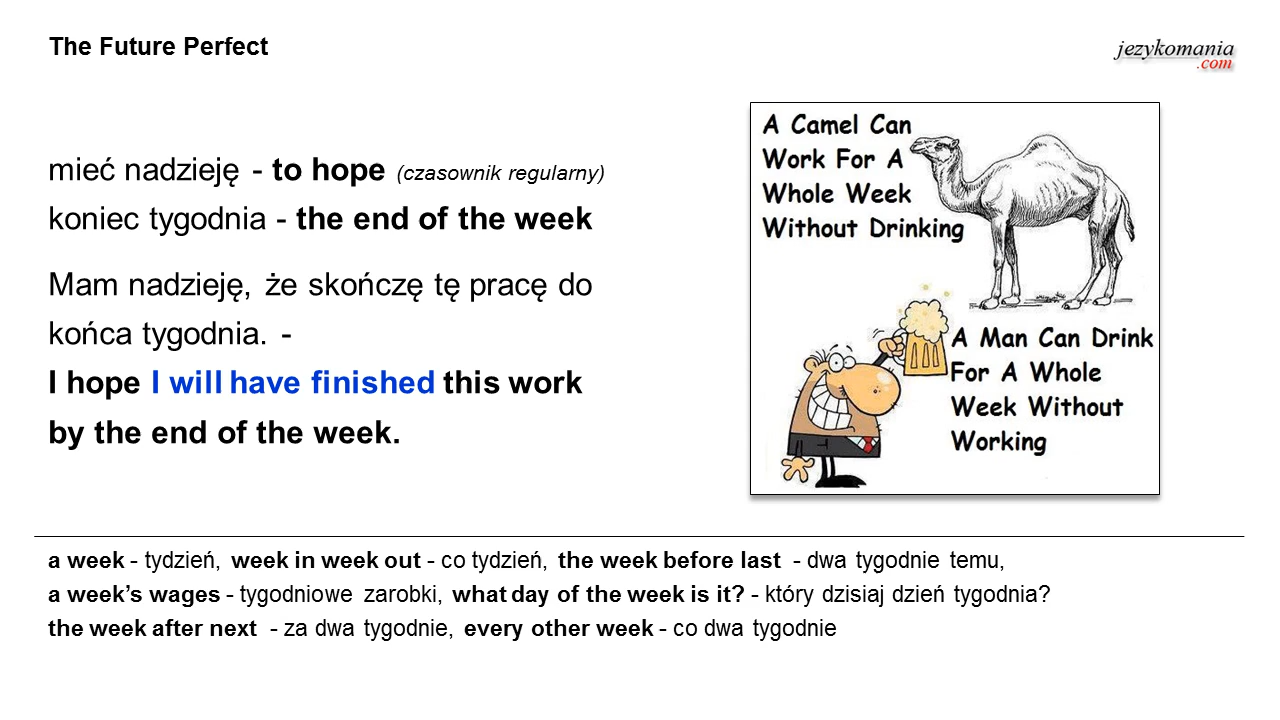 The Future Perfect
jezykomania
.com
mieć nadzieję - to hope (czasownik regularny)
koniec tygodnia - the end of the week
Mam nadzieję, że skończę tę pracę do
końca tygodnia. -
I hope I will have finished this work
by the end of the week.
A Camel Can
Work For A
Whole Week
Without Drinking
A Man Can Drink
For A Whole
Week Without
Working
a week - tydzień, week in week out - co tydzień, the week before last - dwa tygodnie temu,
a week’s wages - tygodniowe zarobki, what day of the week is it? - który dzisiaj dzień tygodnia?
the week after next - za dwa tygodnie, every other week - co dwa tygodnie